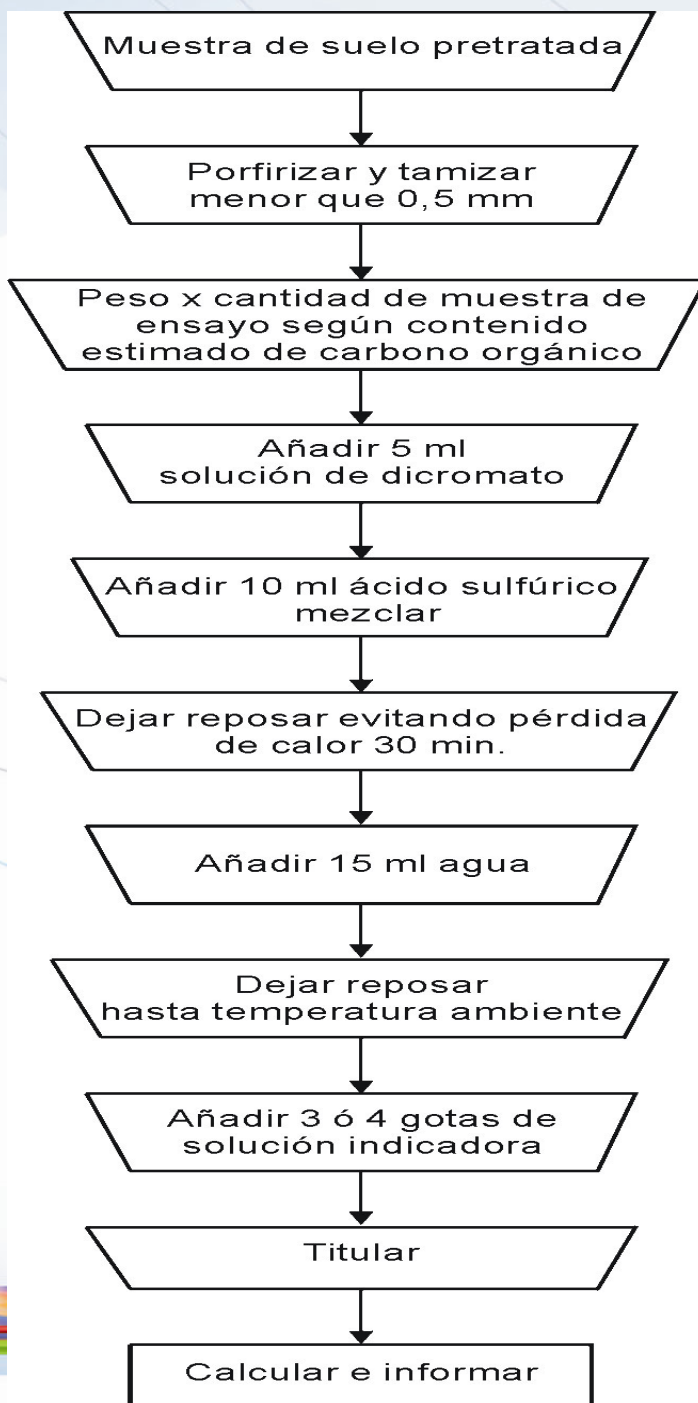 Muestra de suelo pretratada
Porfirizar y tamizar
menor que 0,5 mm
Peso x cantidad de muestra de
ensayo según contenido
estimado de carbono orgánico
Añadir 5 ml
solución de dicromato
Añadir 10 ml ácido sulfúrico
mezclar
Dejar reposar evitando pérdida
de calor 30 min.
Añadir 15 ml agua
Dejar reposar
hasta temperatura ambiente
Añadir 3 ó 4 gotas de
solución indicadora
Titular
Calcular e informar